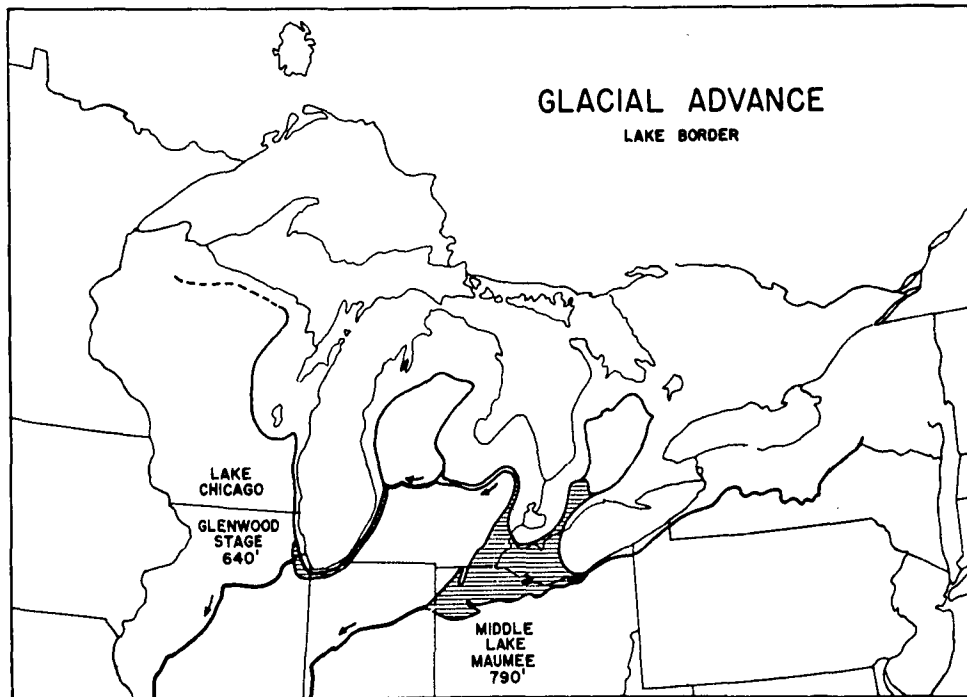 GLACIAL ADVANCE
LAKE BORDER
LAKE
CHICAGO
GLENWOOD
STAGE
640'
MIDDLE
LAKE
MAUMEE
790'